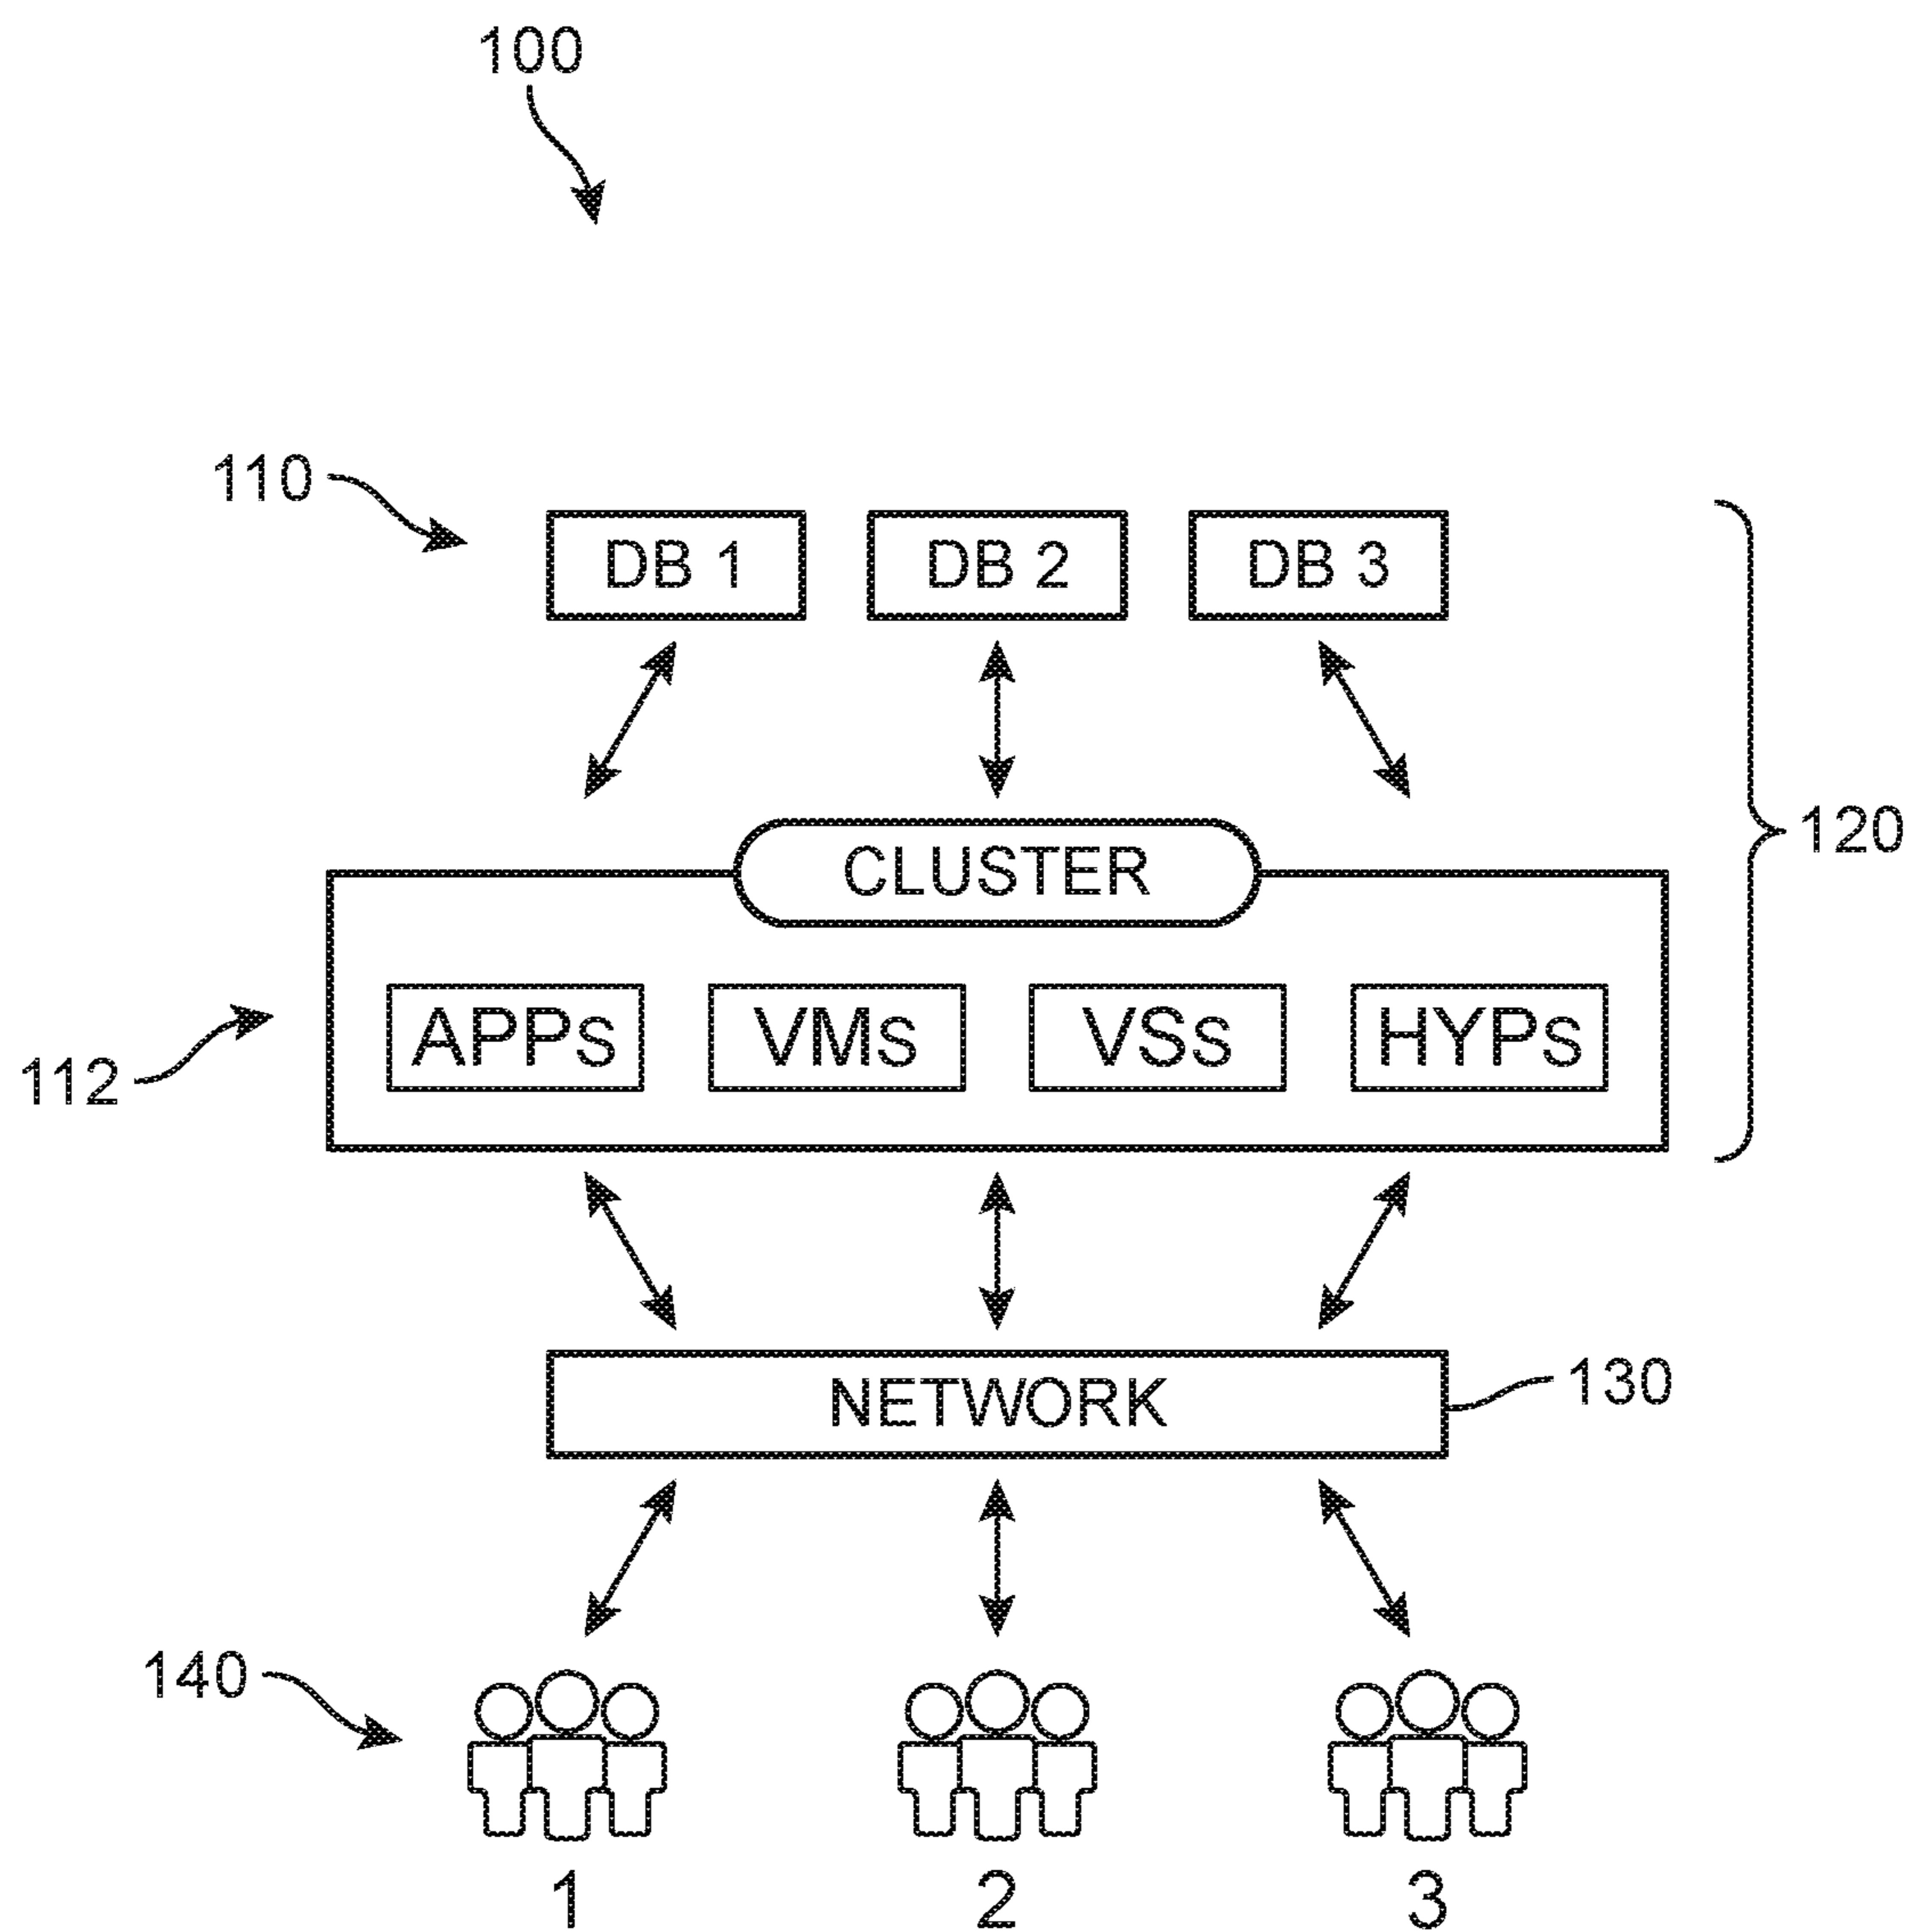 100
110
DB 1 DB 2 DB 3
120
CLUSTER
APPs VMs VSs HYPs
112
NETWORK
130
140
1 2 3